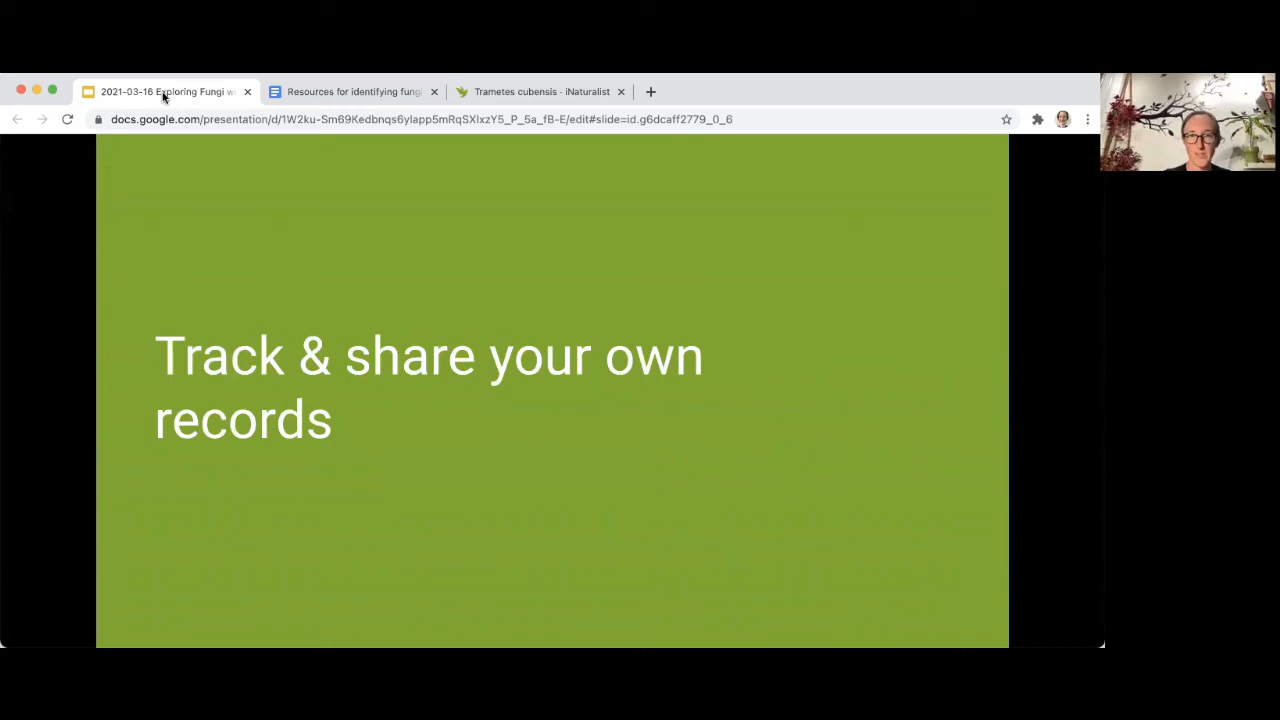 2021-03-16 Exploring Fungi w
Resources for identifying fungi
Trametes cubensis · iNaturalist
docs.google.com/presentation/d/1W2ku-Sm69Kedbnqs6yIapp5mRqSXIxzY5_P_5a_fB-E/edit#slide=id.g6dcaff2779_0_6
Track & share your own
records